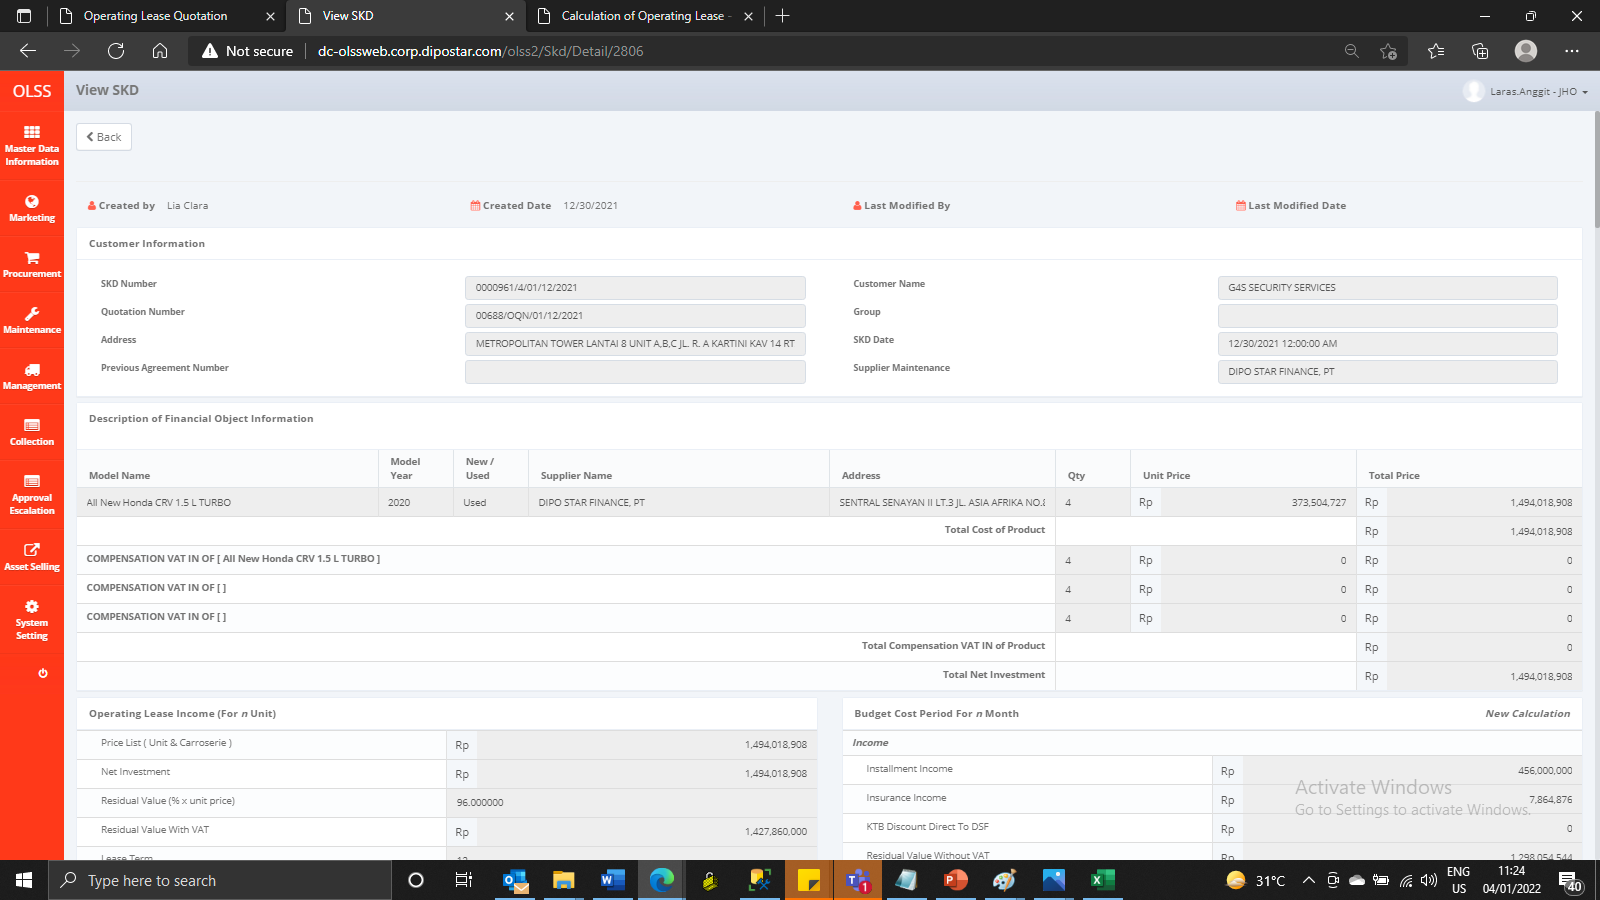 Operating Lease Quotation
View SKD
Calculation of Operating Lease -
Not secure
dc-olssweb.corp.dipostar.com/olss2/Skd/Detail/2806
OLSS
View SKD
Laras.Anggit - JHO
Back
Master Data Information
Marketing
Procurement
Maintenance
Management
Collection
Approval Escalation
Asset Selling
System Setting
Created by Lia Clara
Created Date 12/30/2021
Last Modified By
Last Modified Date
Customer Information
SKD Number 0000961/4/01/12/2021
Customer Name G4S SECURITY SERVICES
Quotation Number 00688/OQN/01/12/2021
Group
Address METROPOLITAN TOWER LANTAI 8 UNIT A,B,C JL. R. A KARTINI KAV 14 RT
SKD Date 12/30/2021 12:00:00 AM
Previous Agreement Number
Supplier Maintenance DIPO STAR FINANCE, PT
Description of Financial Object Information
Model Name Model Year New / Used Supplier Name Address Qty Unit Price Total Price
All New Honda CRV 1.5 L TURBO 2020 Used DIPO STAR FINANCE, PT SENTRAL SENAYAN II LT.3 JL. ASIA AFRIKA NO. 4 Rp 373,504,727 Rp 1,494,018,908
Total Cost of Product Rp 1,494,018,908
COMPENSATION VAT IN OF [ All New Honda CRV 1.5 L TURBO ] 4 Rp 0 Rp 0
COMPENSATION VAT IN OF [ ] 4 Rp 0 Rp 0
COMPENSATION VAT IN OF [ ] 4 Rp 0 Rp 0
Total Compensation VAT IN of Product Rp 0
Total Net Investment Rp 1,494,018,908
Operating Lease Income (For n Unit)
Price List ( Unit & Carroserie ) Rp 1,494,018,908
Net Investment Rp 1,494,018,908
Residual Value (% x unit price) 96.000000
Residual Value With VAT Rp 1,427,860,000
Lease Term 12
Budget Cost Period For n Month New Calculation
Income
Installment Income Rp 456,000,000
Insurance Income Rp 7,864,876
KTB Discount Direct To DSF Rp 0
Residual Value Without VAT Rp 1,298,054,544
Activate Windows
Go to Settings to activate Windows.
Type here to search
1
31°C
ENG
US
11:24
04/01/2022
40